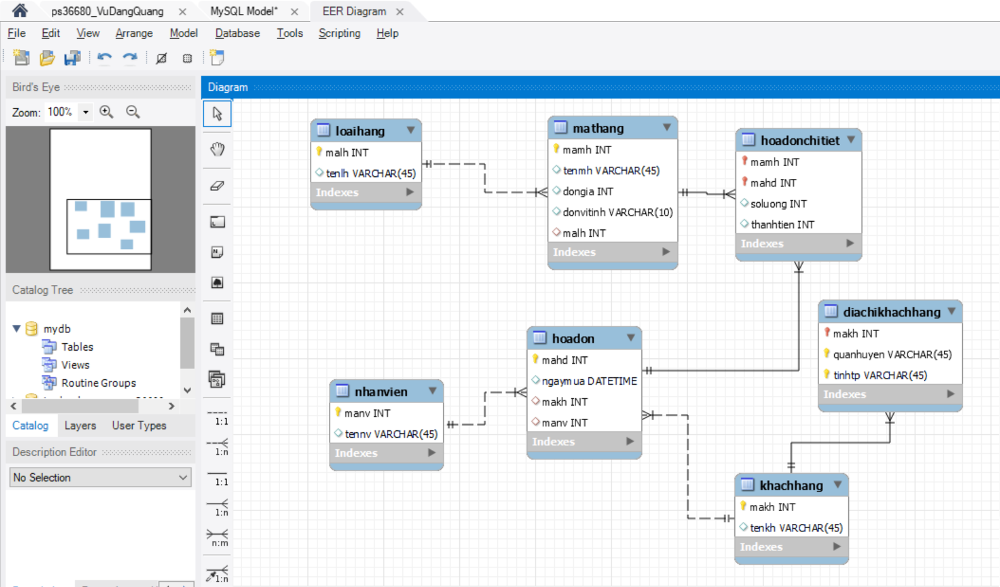 ps36680_VuDangQuang
MySQL Model*
EER Diagram
File Edit View Arrange Model Database Tools Scripting Help
Bird's Eye
Zoom: 100%
Catalog Tree
mydb
Tables
Views
Routine Groups
Catalog Layers User Types
Description Editor
No Selection
Diagram
1:1
1:n
1:1
1:n
n:m
1:n
loaihang
malh INT
tenlh VARCHAR(45)
Indexes
mathang
mamh INT
tenmh VARCHAR(45)
dongia INT
donvitinh VARCHAR(10)
malh INT
Indexes
hoadonchitiet
mamh INT
mahd INT
soluong INT
thanhtien INT
Indexes
diachikhachhang
makh INT
quanhuyen VARCHAR(45)
tinhtp VARCHAR(45)
Indexes
hoadon
mahd INT
ngaymua DATETIME
makh INT
manv INT
Indexes
nhanvien
manv INT
tennv VARCHAR(45)
Indexes
khachhang
makh INT
tenkh VARCHAR(45)
Indexes